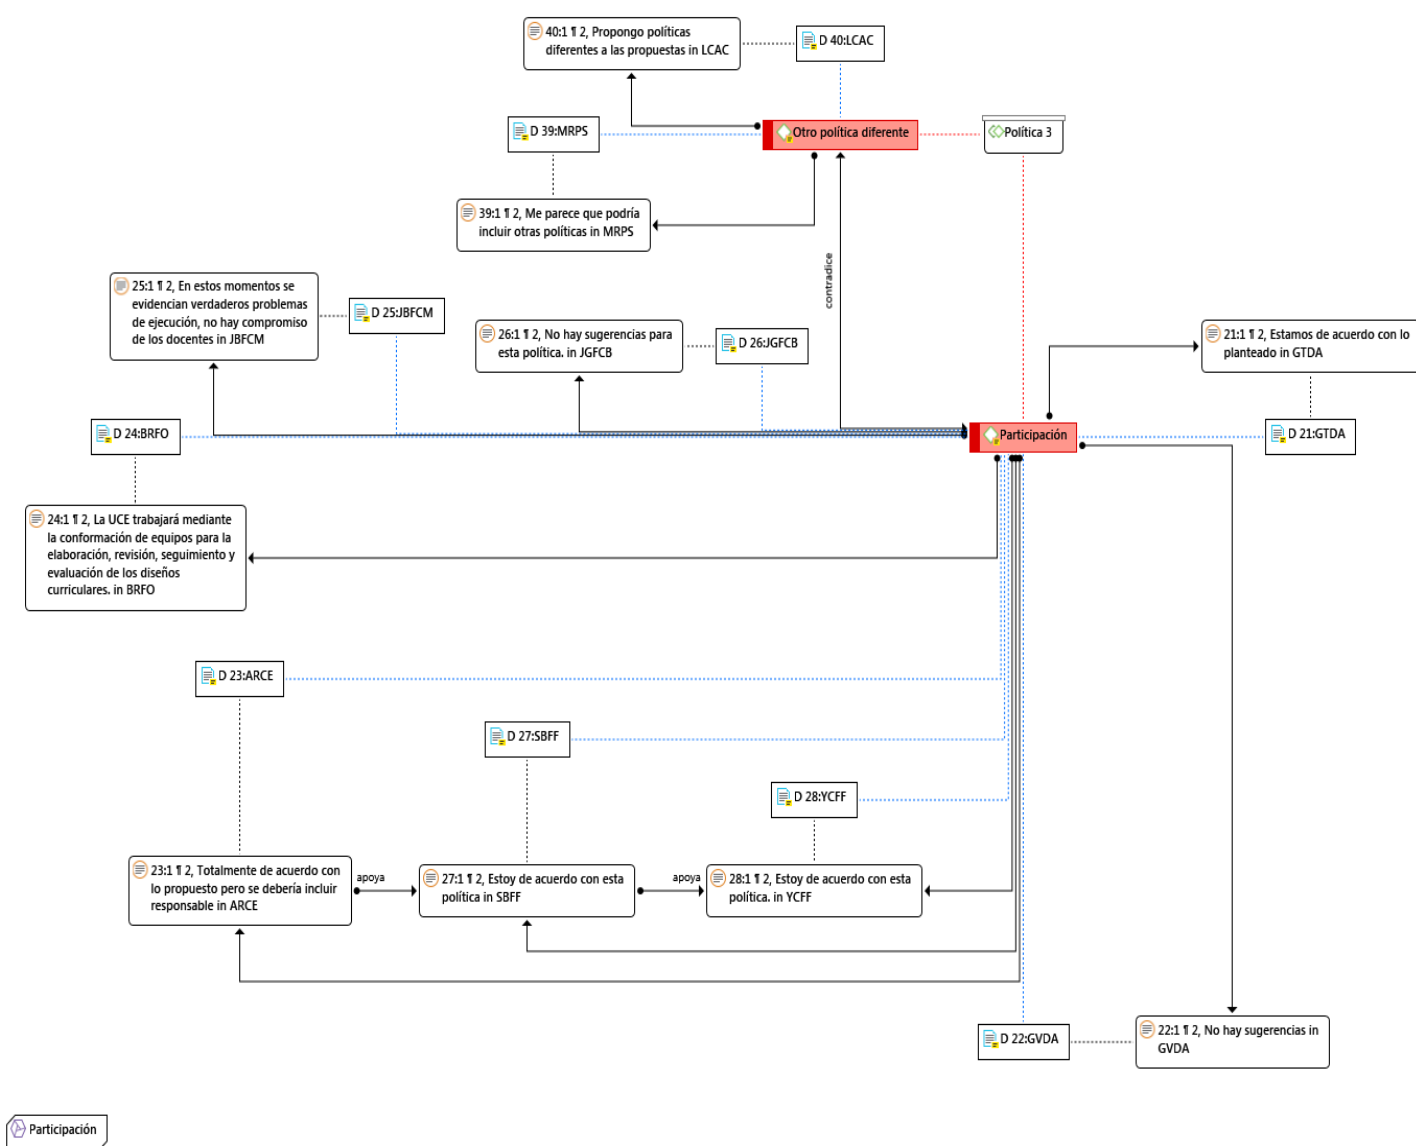 40:1 ¶ 2, Propongo políticas
diferentes a las propuestas in LCAC
D 40:LCAC
D 39:MRPS
Otro política diferente
Política 3
39:1 ¶ 2, Me parece que podría
incluir otras políticas in MRPS
contradice
25:1 ¶ 2, En estos momentos se
evidencian verdaderos problemas
de ejecución, no hay compromiso
de los docentes in JBFCM
D 25:JBFCM
26:1 ¶ 2, No hay sugerencias para
esta política. in JGFCB
D 26:JGFCB
21:1 ¶ 2, Estamos de acuerdo con lo
planteado in GTDA
D 24:BRFO
Participación
D 21:GTDA
24:1 ¶ 2, La UCE trabajará mediante
la conformación de equipos para la
elaboración, revisión, seguimiento y
evaluación de los diseños
curriculares. in BRFO
D 23:ARCE
D 27:SBFF
D 28:YCFF
23:1 ¶ 2, Totalmente de acuerdo con
lo propuesto pero se debería incluir
responsable in ARCE
apoya
27:1 ¶ 2, Estoy de acuerdo con esta
política in SBFF
apoya
28:1 ¶ 2, Estoy de acuerdo con esta
política. in YCFF
D 22:GVDA
22:1 ¶ 2, No hay sugerencias in
GVDA
Participación